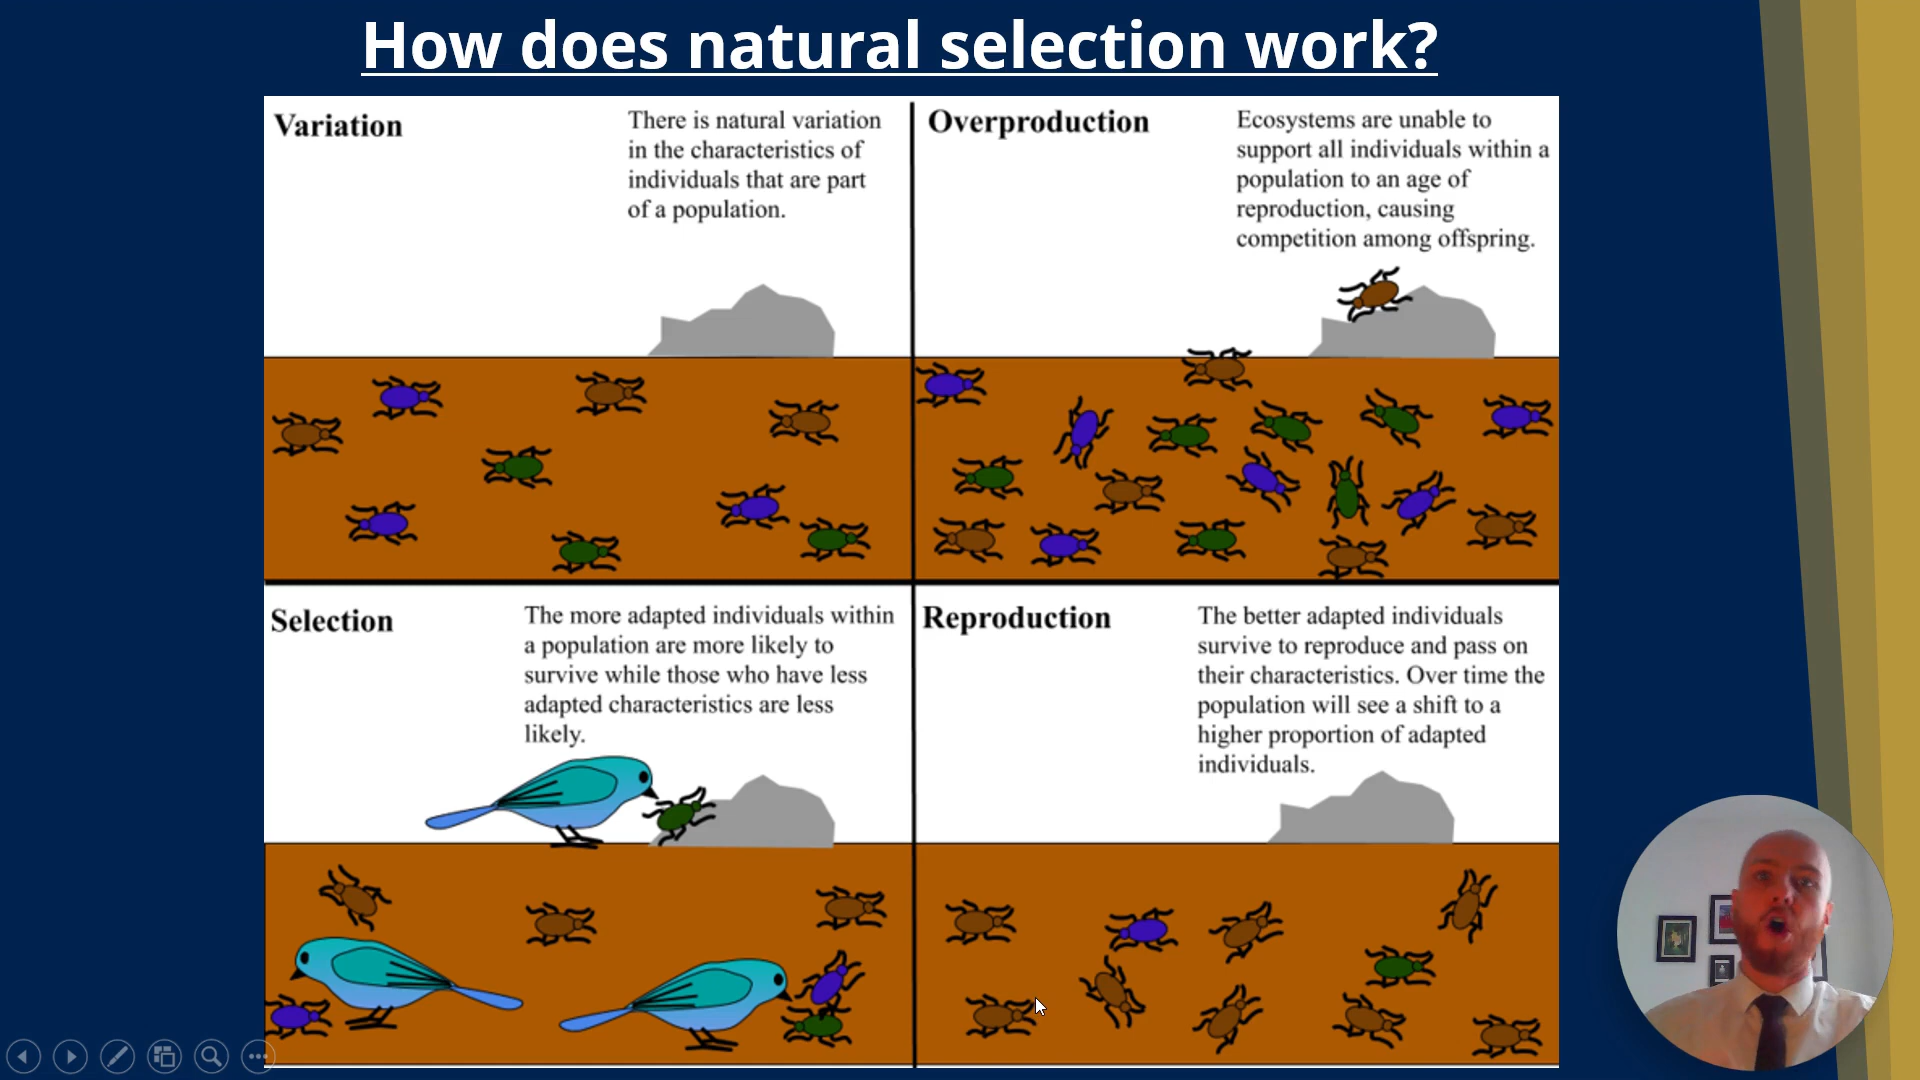 How does natural selection work?
Variation
There is natural variation
in the characteristics of
individuals that are part
of a population.
Overproduction
Ecosystems are unable to
support all individuals within a
population to an age of
reproduction, causing
competition among offspring.
Selection
The more adapted individuals within
a population are more likely to
survive while those who have less
adapted characteristics are less
likely.
Reproduction
The better adapted individuals
survive to reproduce and pass on
their characteristics. Over time the
population will see a shift to a
higher proportion of adapted
individuals.